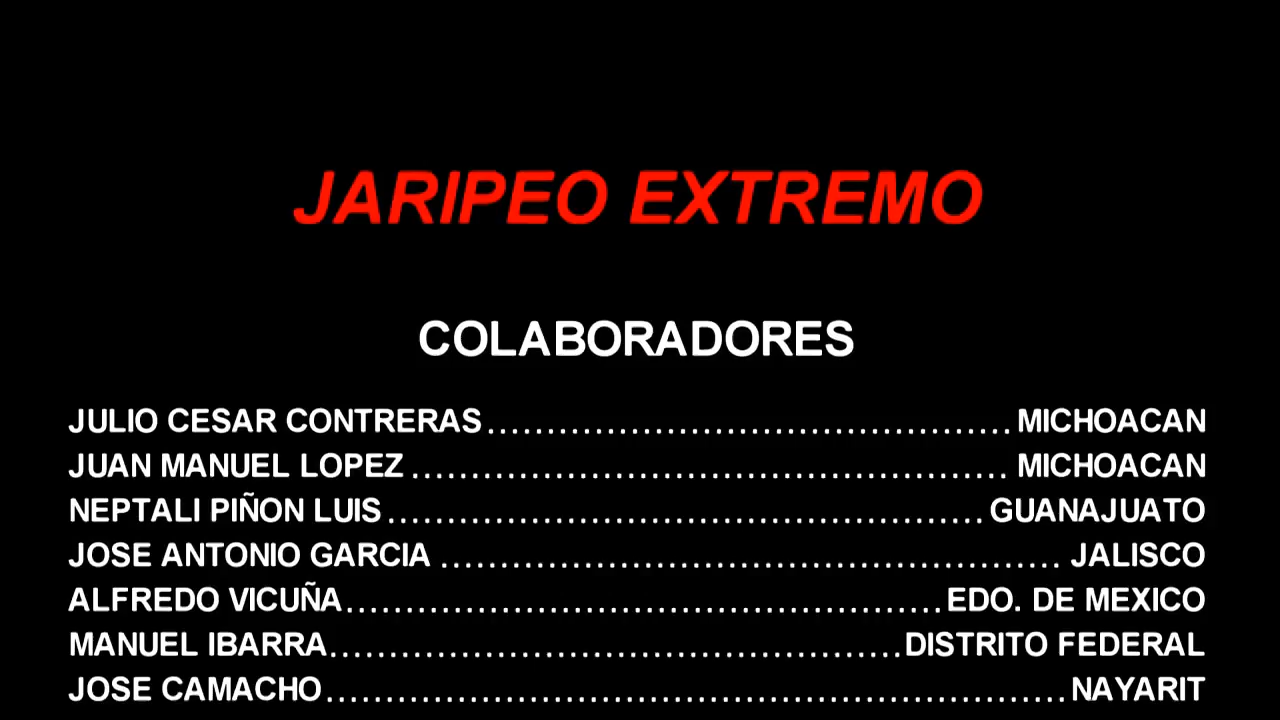 JARIPEO EXTREMO
COLABORADORES
JULIO CESAR CONTRERAS............................................MICHOACAN
JUAN MANUEL LOPEZ..................................................MICHOACAN
NEPTALI PIÑON LUIS..................................................GUANAJUATO
JOSE ANTONIO GARCIA....................................................JALISCO
ALFREDO VICUÑA..................................................EDO. DE MEXICO
MANUEL IBARRA................................................DISTRITO FEDERAL
JOSE CAMACHO..............................................................NAYARIT